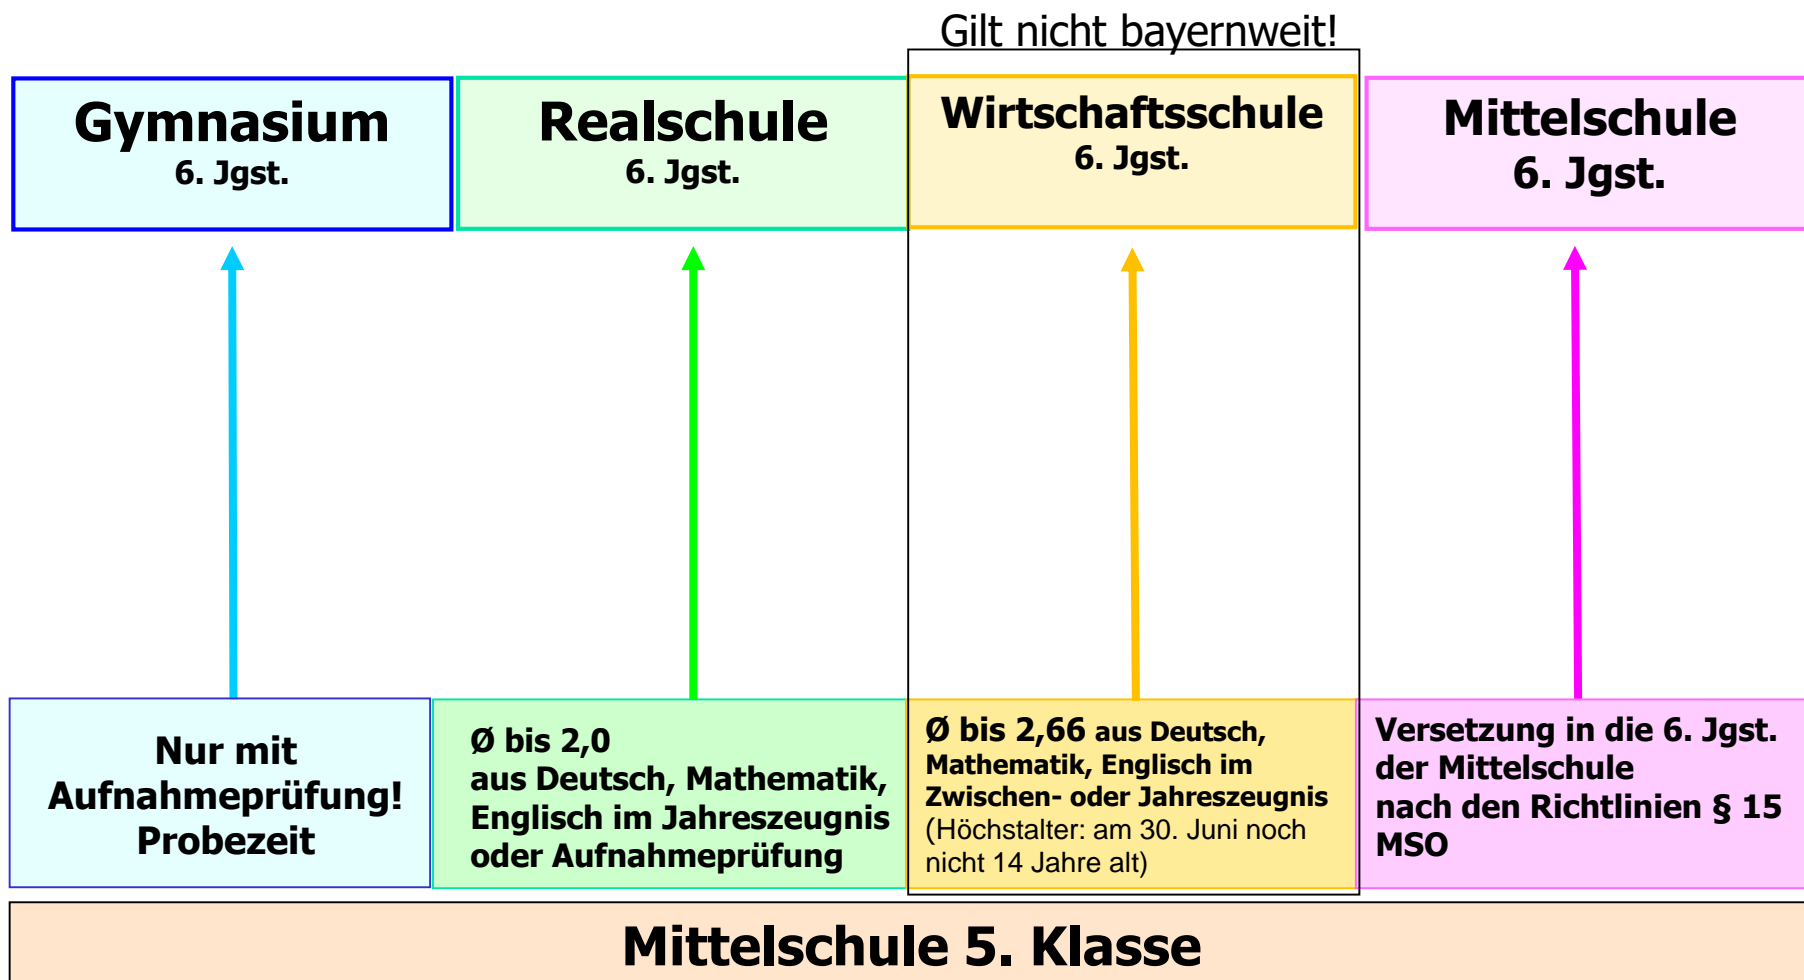 Gilt nicht bayernweit!
Gymnasium
6. Jgst.
Realschule
6. Jgst.
Wirtschaftsschule
6. Jgst.
Mittelschule
6. Jgst.
Nur mit
Aufnahmeprüfung!
Probezeit
Ø bis 2,0
aus Deutsch, Mathematik,
Englisch im Jahreszeugnis
oder Aufnahmeprüfung
Ø bis 2,66 aus Deutsch,
Mathematik, Englisch im
Zwischen- oder Jahreszeugnis
(Höchstalter: am 30. Juni noch
nicht 14 Jahre alt)
Versetzung in die 6. Jgst.
der Mittelschule
nach den Richtlinien § 15
MSO
Mittelschule 5. Klasse